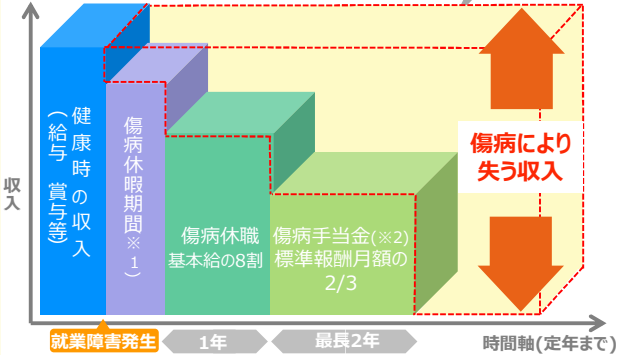 収入
健康時の収入
(給与 賞与等)
傷病休暇期間※1)
傷病休職
基本給の8割
傷病手当金(※2)
標準報酬月額の
2/3
傷病により
失う収入
就業障害発生
1年
最長2年
時間軸(定年まで)